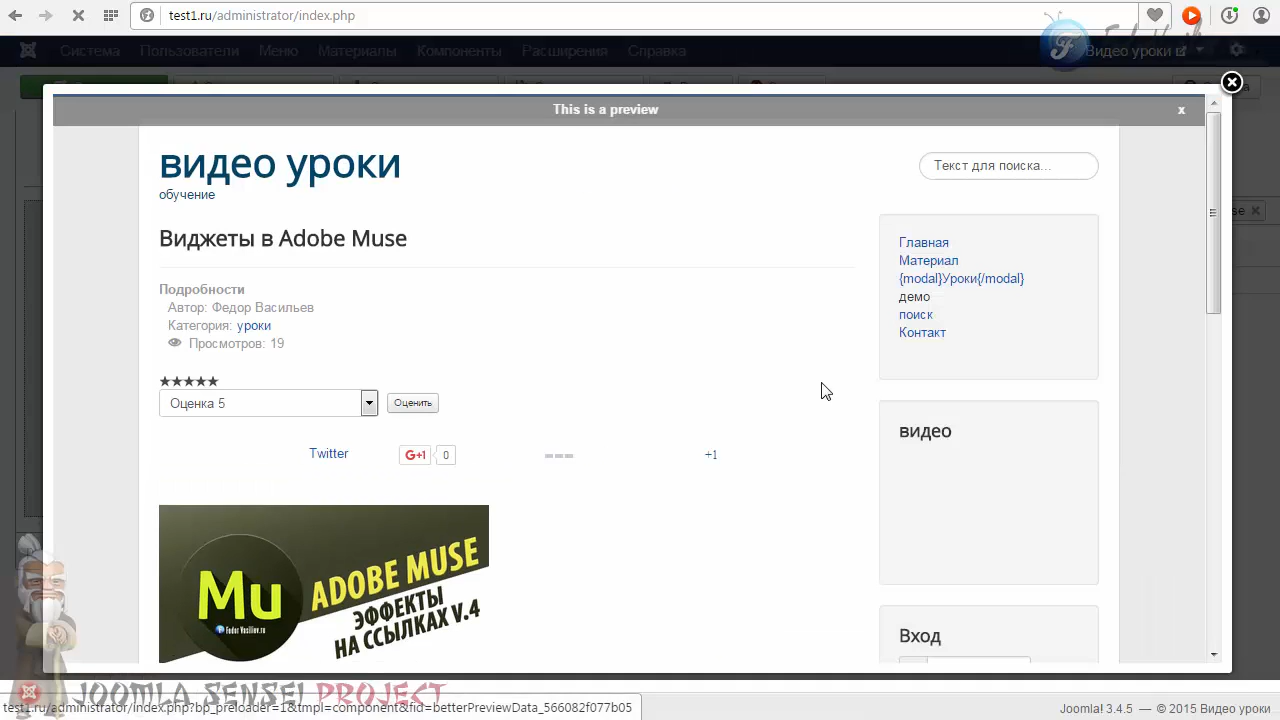 test1.ru/administrator/index.php
Система Пользователи Меню Материалы Компоненты Расширения Справка
Видео уроки
This is a preview x
видео уроки
обучение
Текст для поиска...
Виджеты в Adobe Muse
Подробности
Автор: Федор Васильев
Категория: уроки
Просмотров: 19
★★★★★
Оценка 5
Оценить
Twitter
G+1 0
+1
Mu
ADOBE MUSE
ЭФФЕКТЫ
НА ССЫЛКАХ V.4
Fedor Vasiliev.ru
Главная
Материал
{modal}Уроки{/modal}
демо
поиск
Контакт
видео
Вход
JOOMLA SENSEI PROJECT
test1.ru/administrator/index.php?bp_preloader=1&tmpl=component&fid=betterPreviewData_566082f077b05
Joomla! 3.4.5 — © 2015 Видео уроки